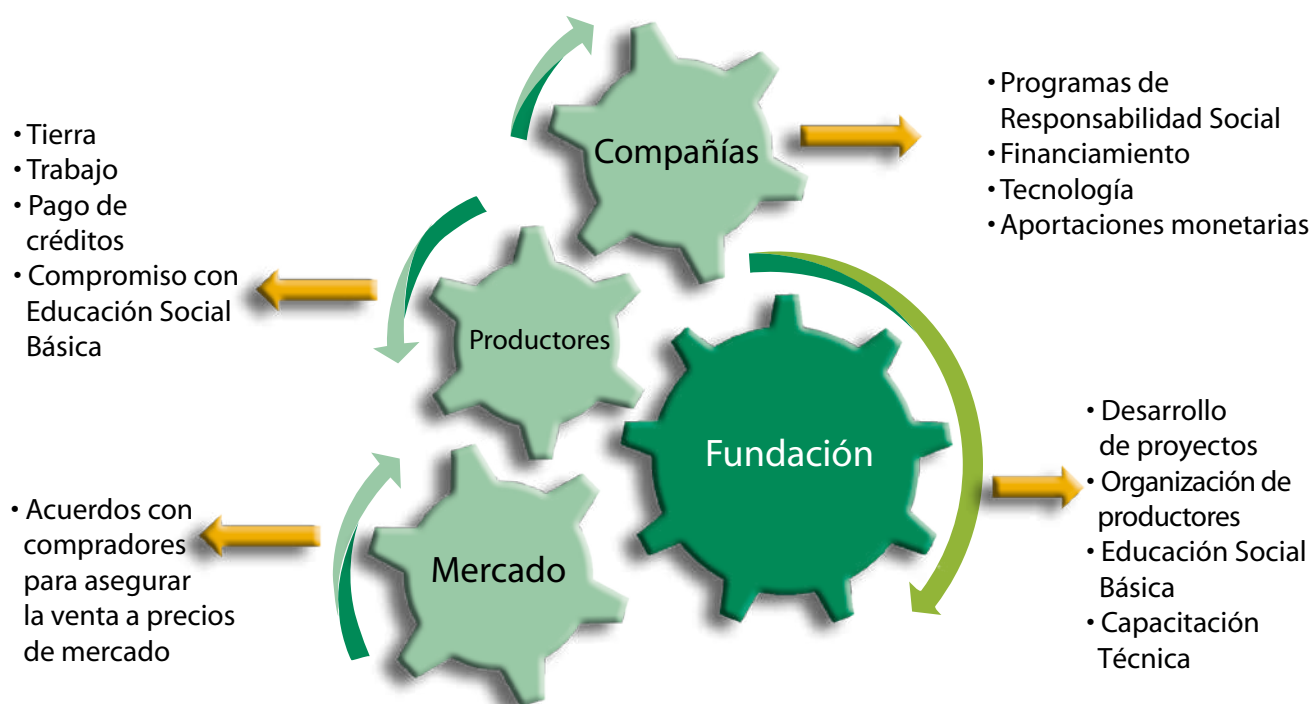 Compañías
• Programas de
Responsabilidad Social
• Financiamiento
• Tecnología
• Aportaciones monetarias
• Tierra
• Trabajo
• Pago de
créditos
• Compromiso con
Educación Social
Básica
Productores
Fundación
• Desarrollo
de proyectos
• Organización de
productores
• Educación Social
Básica
• Capacitación
Técnica
Mercado
• Acuerdos con
compradores
para asegurar
la venta a precios
de mercado